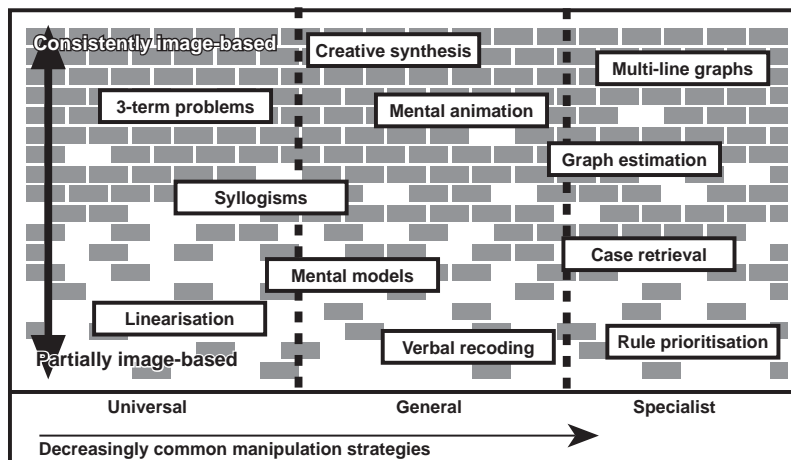 Consistently image-based
Creative synthesis
Multi-line graphs
3-term problems
Mental animation
Graph estimation
Syllogisms
Case retrieval
Mental models
Linearisation
Verbal recoding
Rule prioritisation
Partially image-based
Universal
General
Specialist
Decreasingly common manipulation strategies